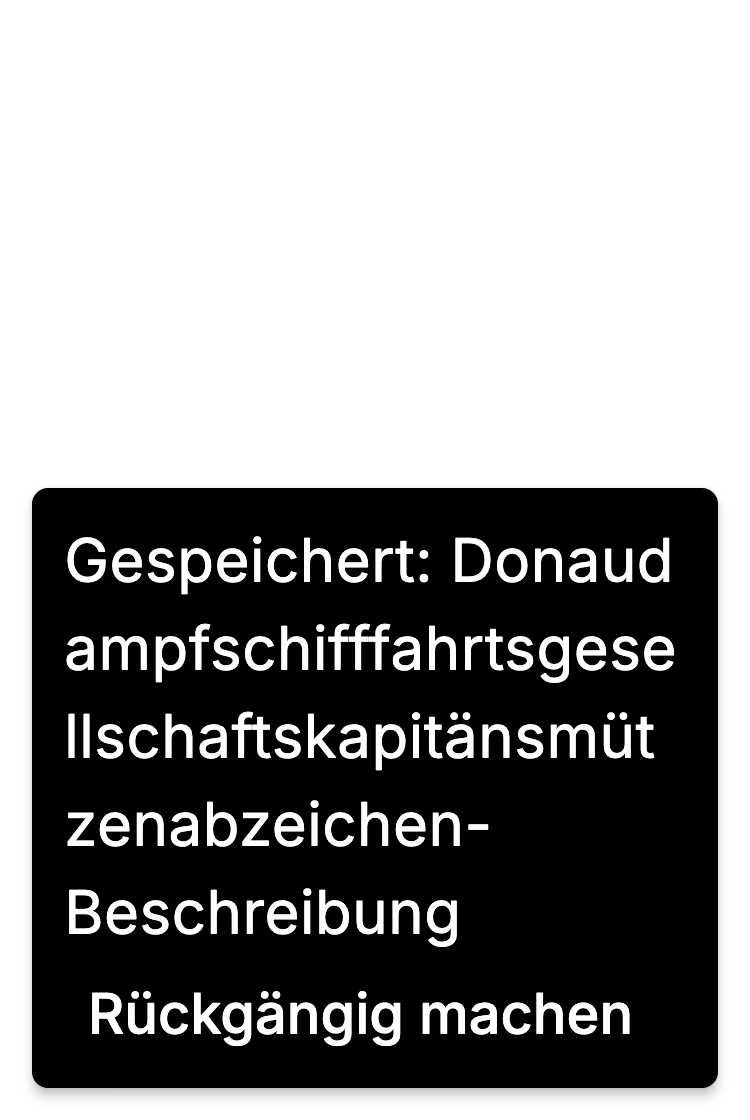 Gespeichert: Donaud
ampfschifffahrtsgese
llschaftskapitänsmüt
zenabzeichen-
Beschreibung
Rückgängig machen